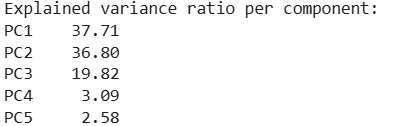 Explained variance ratio per component:
PC1    37.71
PC2    36.80
PC3    19.82
PC4     3.09
PC5     2.58